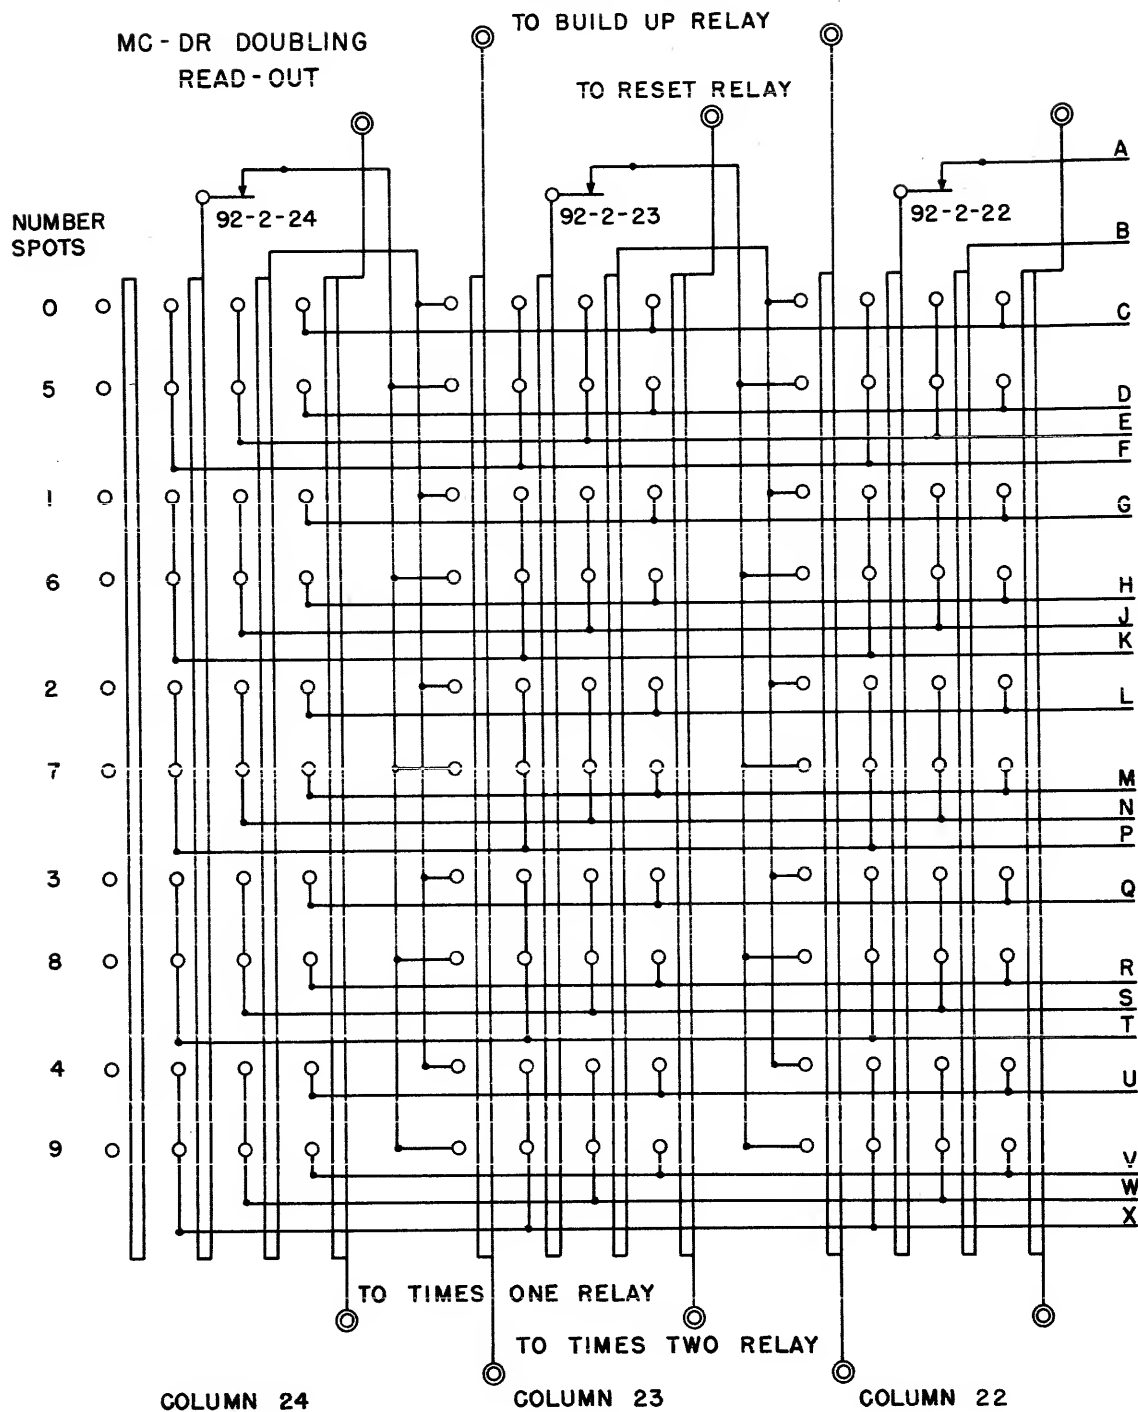 MC-DR DOUBLING
READ-OUT
TO BUILD UP RELAY
TO RESET RELAY
A
92-2-24
92-2-23
92-2-22
NUMBER
SPOTS
B
0
C
5
D
E
F
1
G
6
H
J
K
2
L
7
M
N
P
3
Q
8
R
S
T
4
U
9
V
W
X
TO TIMES ONE RELAY
TO TIMES TWO RELAY
COLUMN 24
COLUMN 23
COLUMN 22